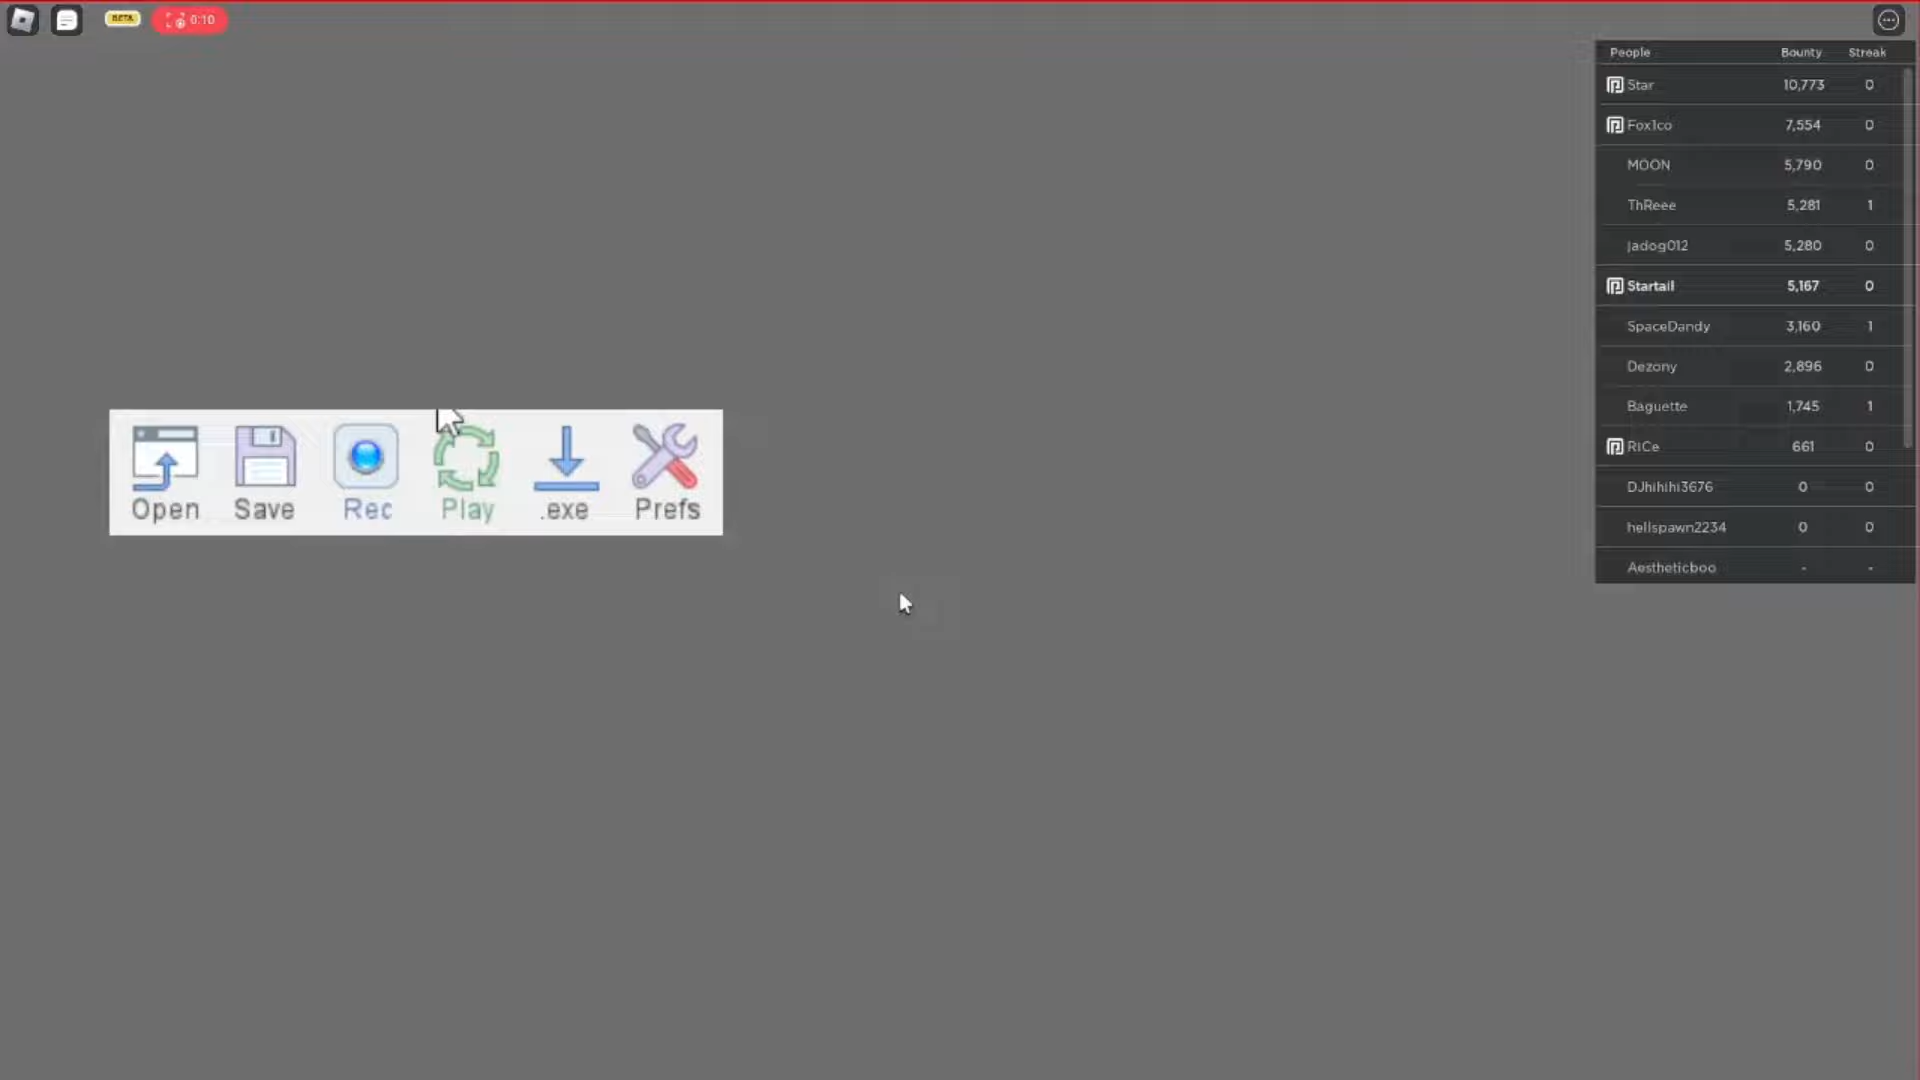 BETA 0:10
People Bounty Streak
Star 10,773 0
Fox1co 7,554 0
MOON 5,790 0
ThReee 5,281 1
jadog012 5,280 0
Startail 5,167 0
SpaceDandy 3,160 1
Dezony 2,896 0
Baguette 1,745 1
RiCe 661 0
DJhihihi3676 0 0
hellspawn2234 0 0
Aestheticboo - -
Open Save Rec Play .exe Prefs